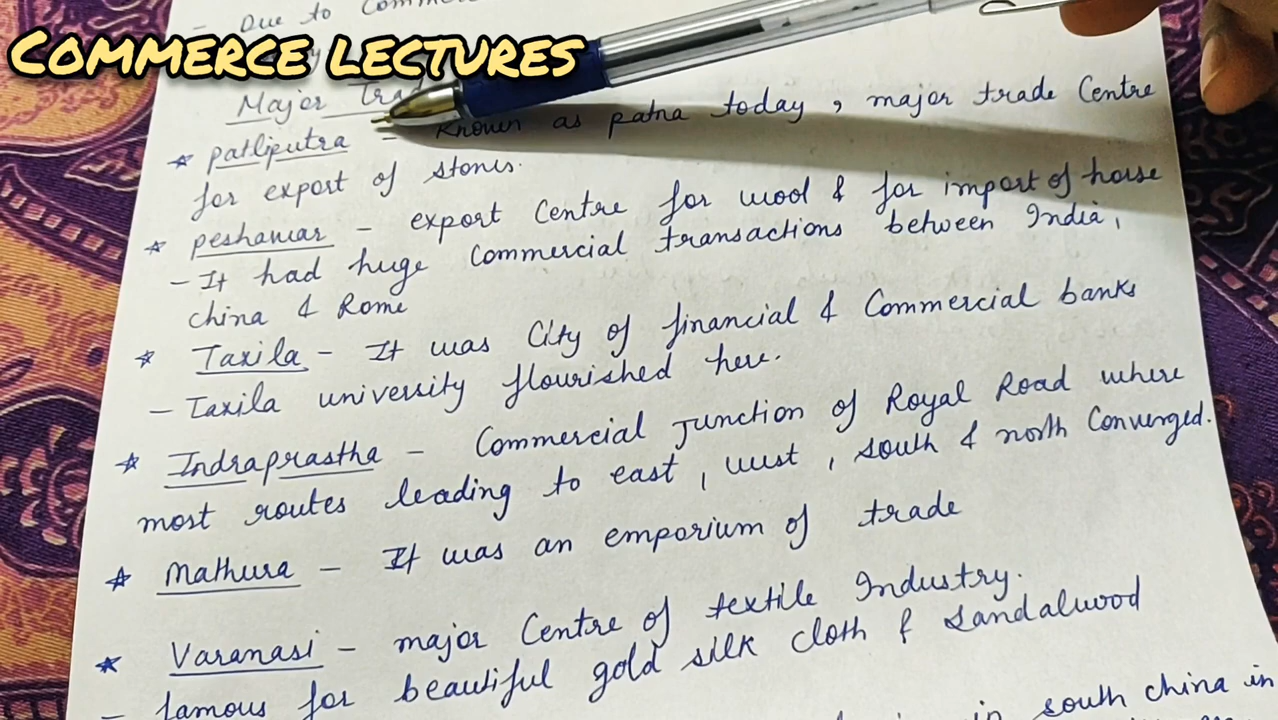 - Due to Comme
COMMERCE LECTURES
Major Trad
☆ patliputra - Known as patna today, major trade Centre
for export of stones.
☆ peshawar - export Centre for wool & for import of horse
- It had huge Commercial transactions between India,
china & Rome
☆ Taxila - It was City of financial & Commercial banks
- Taxila university flourished here.
☆ Indraprastha - Commercial Junction of Royal Road where
most routes leading to east, west, south & north Converged.
☆ Mathura - It was an emporium of trade
☆ Varanasi - major Centre of textile Industry.
- famous for beautiful gold silk cloth & Sandalwood
in south china in